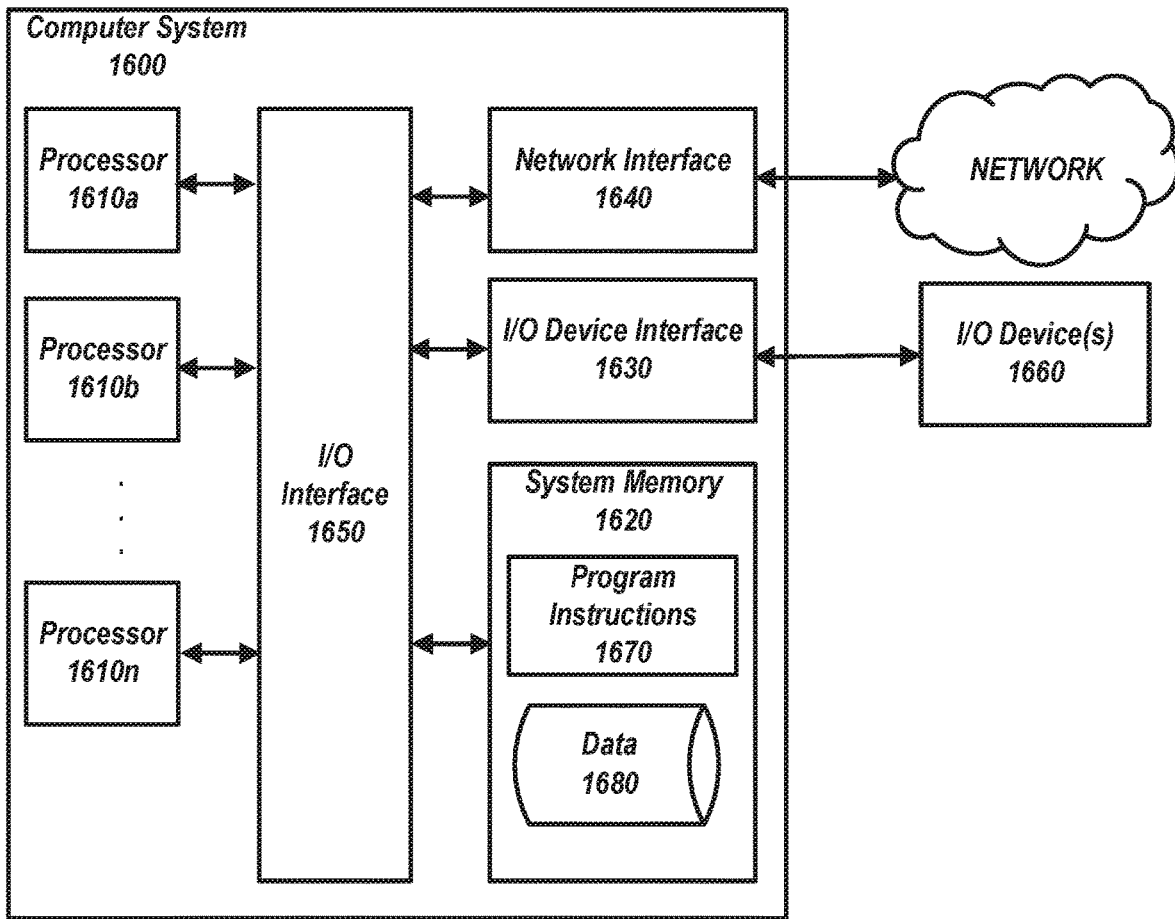 Computer System
1600
Processor
1610a
Processor
1610b
Processor
1610n
I/O
Interface
1650
Network Interface
1640
I/O Device Interface
1630
System Memory
1620
Program
Instructions
1670
Data
1680
NETWORK
I/O Device(s)
1660